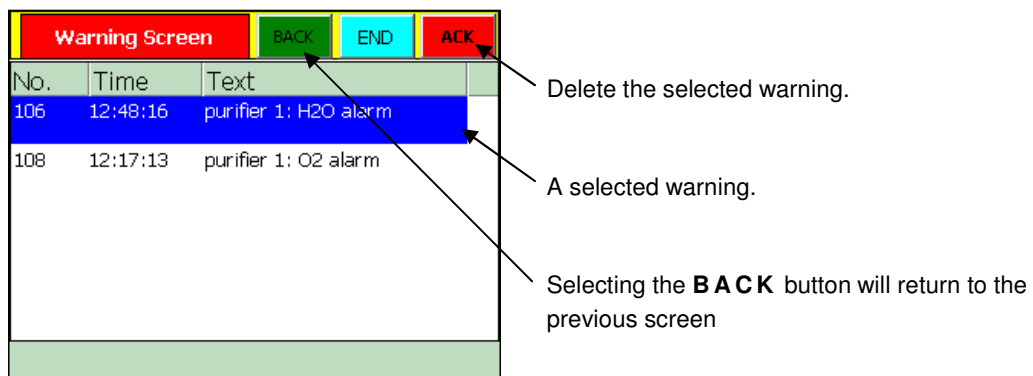 Warning Screen BACK END ACK
No. Time Text
106 12:48:16 purifier 1: H2O alarm
108 12:17:13 purifier 1: O2 alarm
Delete the selected warning.
A selected warning.
Selecting the BACK button will return to the
previous screen